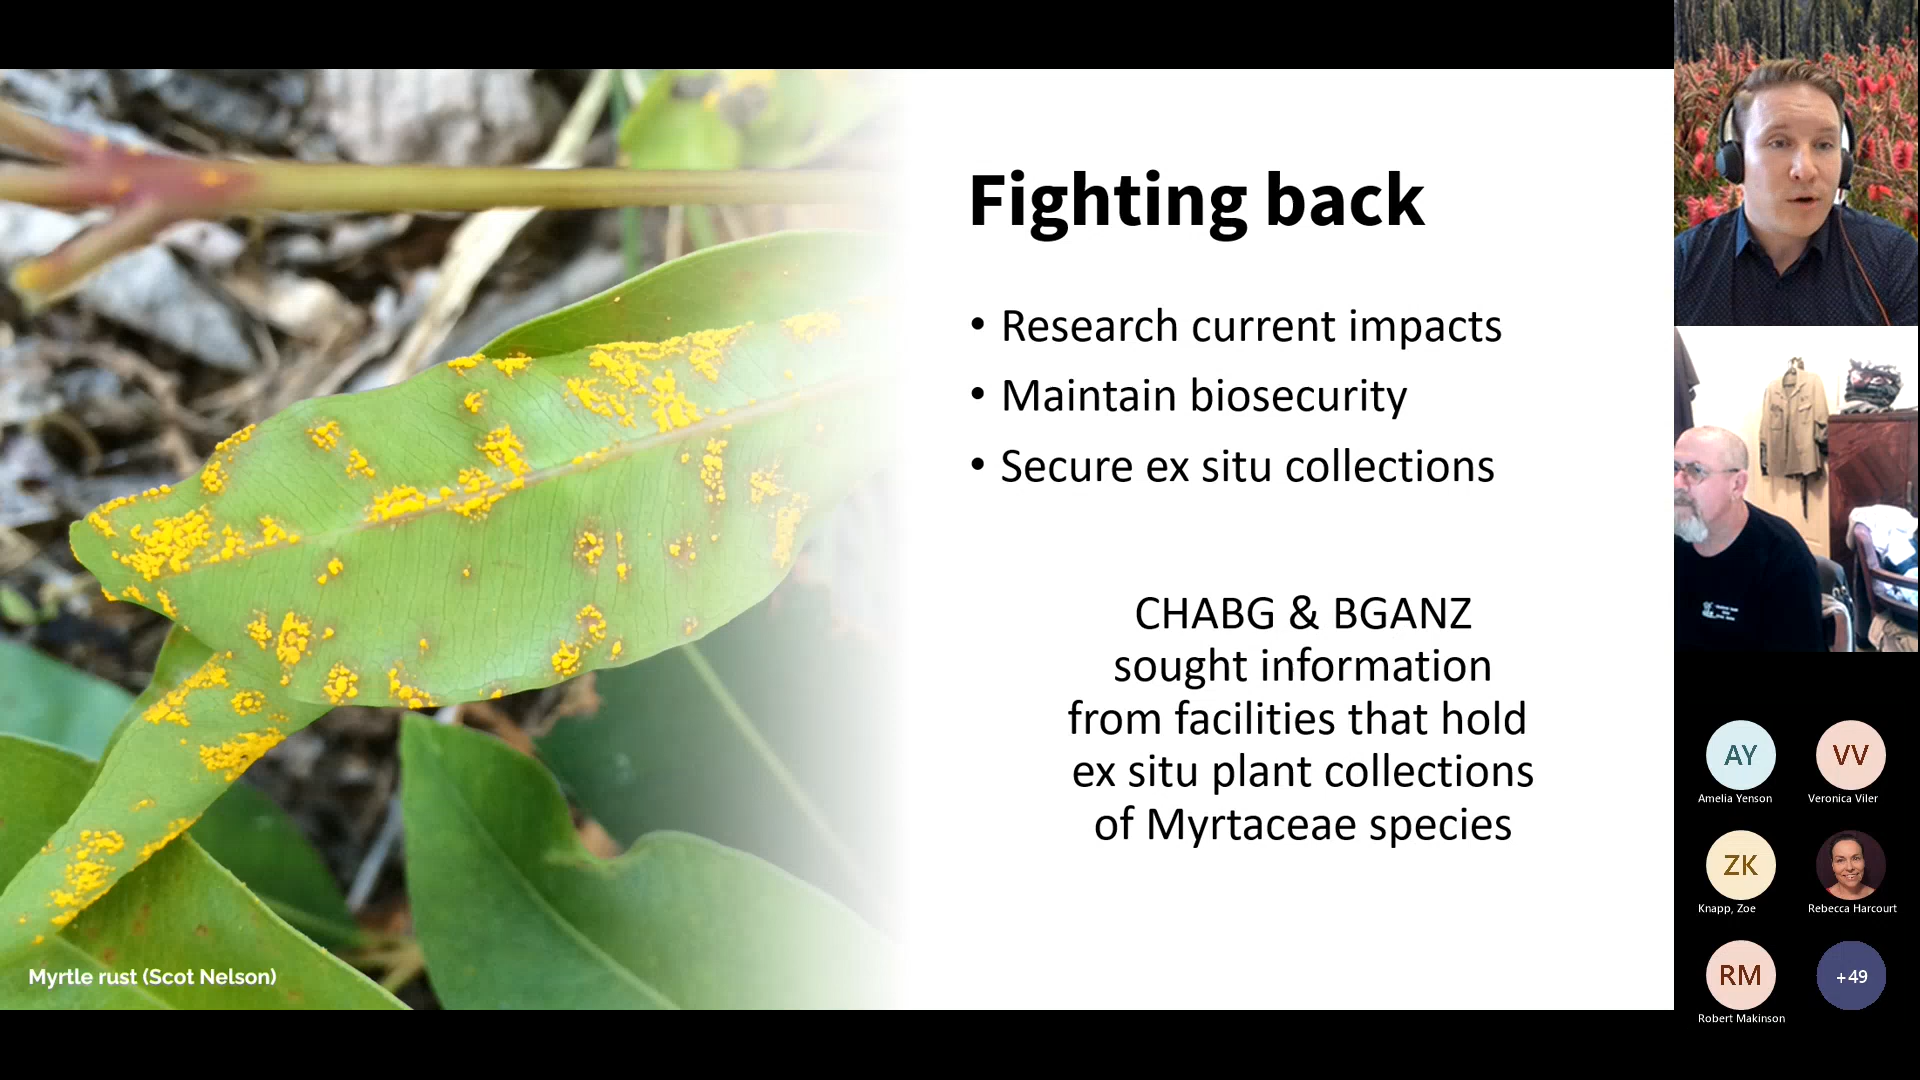 Fighting back
• Research current impacts
• Maintain biosecurity
• Secure ex situ collections
CHABG & BGANZ
sought information
from facilities that hold
ex situ plant collections
of Myrtaceae species
Myrtle rust (Scot Nelson)
AY
Amelia Yenson
VV
Veronica Viler
ZK
Knapp, Zoe
Rebecca Harcourt
RM
Robert Makinson
+49